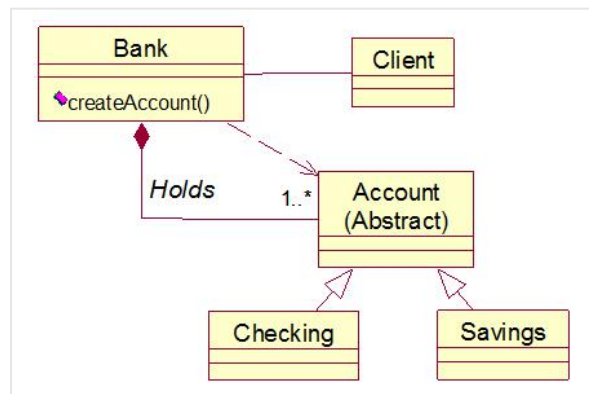 Bank
createAccount()
Client
Holds
1..*
Account
(Abstract)
Checking
Savings